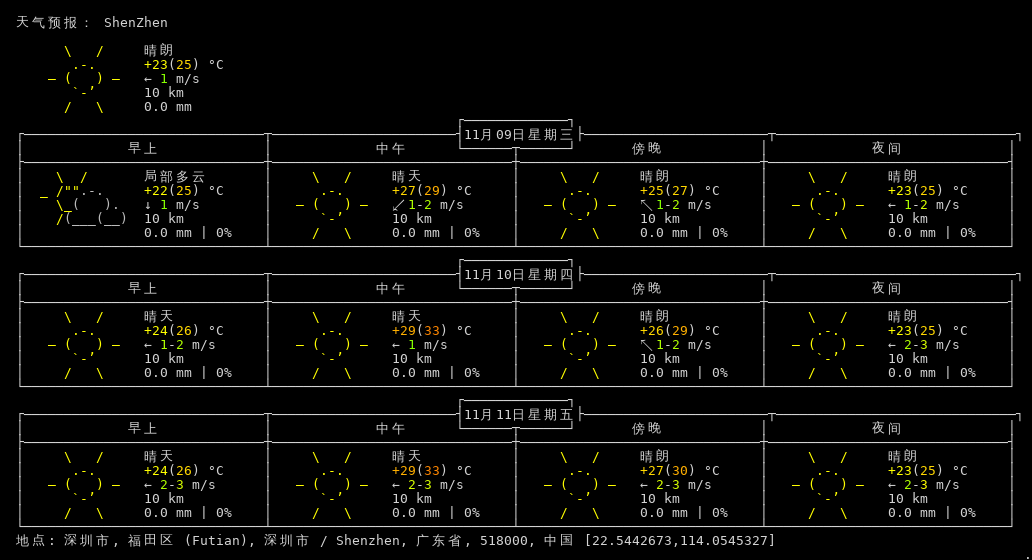 天气预报： ShenZhen
晴朗
+23(25) °C
← 1 m/s
10 km
0.0 mm
11月09日星期三
早上 中午 傍晚 夜间
局部多云 晴天 晴朗 晴朗
+22(25) °C +27(29) °C +25(27) °C +23(25) °C
↓ 1 m/s ↙ 1-2 m/s ↖ 1-2 m/s ← 1-2 m/s
10 km 10 km 10 km 10 km
0.0 mm | 0% 0.0 mm | 0% 0.0 mm | 0% 0.0 mm | 0%
11月10日星期四
早上 中午 傍晚 夜间
晴天 晴天 晴朗 晴朗
+24(26) °C +29(33) °C +26(29) °C +23(25) °C
← 1-2 m/s ← 1 m/s ↖ 1-2 m/s ← 2-3 m/s
10 km 10 km 10 km 10 km
0.0 mm | 0% 0.0 mm | 0% 0.0 mm | 0% 0.0 mm | 0%
11月11日星期五
早上 中午 傍晚 夜间
晴天 晴天 晴朗 晴朗
+24(26) °C +29(33) °C +27(30) °C +23(25) °C
← 2-3 m/s ← 2-3 m/s ← 2-3 m/s ← 2-3 m/s
10 km 10 km 10 km 10 km
0.0 mm | 0% 0.0 mm | 0% 0.0 mm | 0% 0.0 mm | 0%
地点: 深圳市, 福田区 (Futian), 深圳市 / Shenzhen, 广东省, 518000, 中国 [22.5442673,114.0545327]